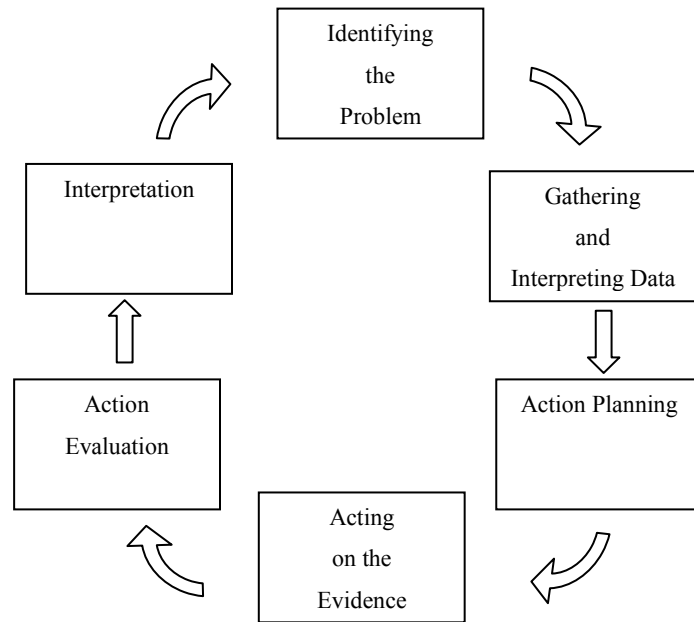 Identifying
the
Problem
Gathering
and
Interpreting Data
Action Planning
Acting
on the
Evidence
Action
Evaluation
Interpretation